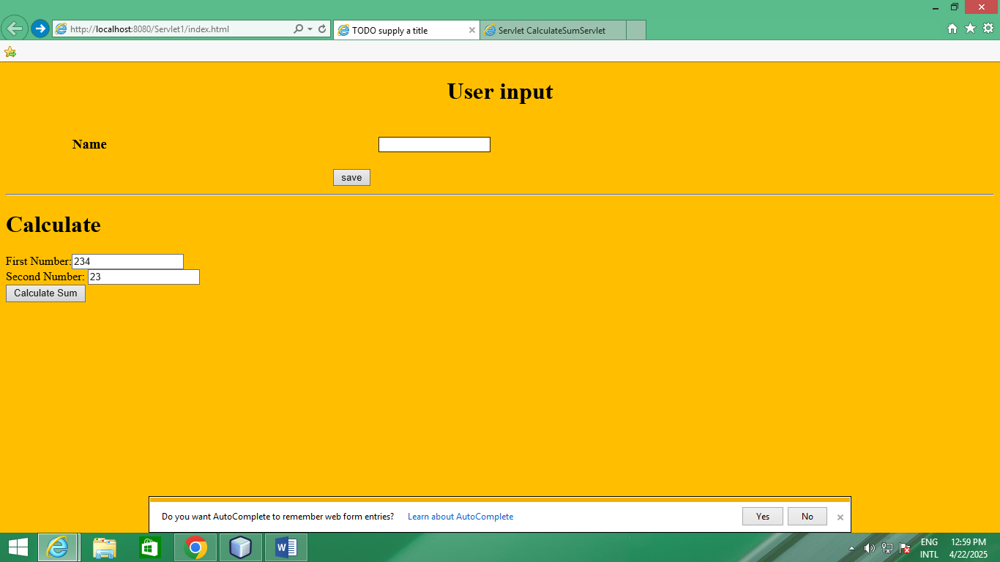 http://localhost:8080/Servlet1/index.html
TODO supply a title
Servlet CalculateSumServlet
User input
Name
save
Calculate
First Number:234
Second Number: 23
Calculate Sum
Do you want AutoComplete to remember web form entries? Learn about AutoComplete Yes No
ENG 12:59 PM
INTL 4/22/2025